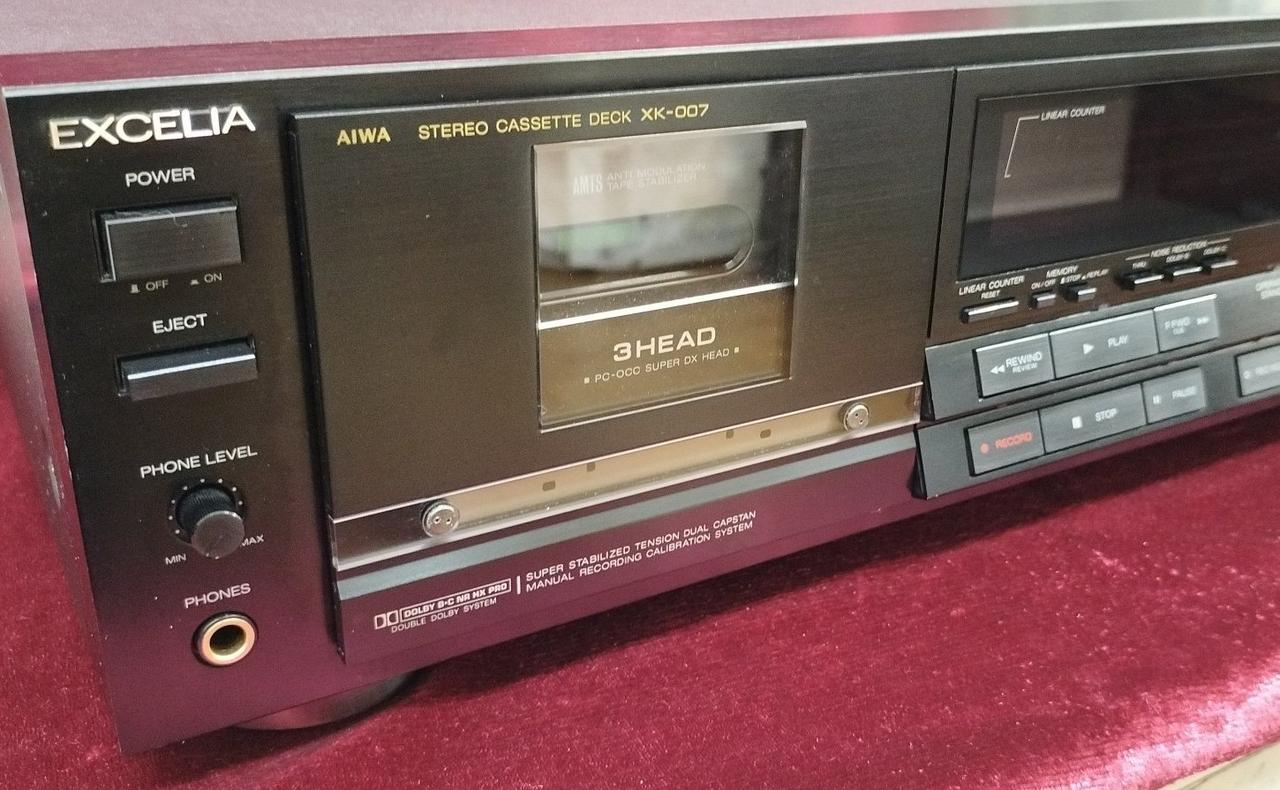 EXCELIA
POWER
OFF ON
EJECT
PHONE LEVEL
MIN MAX
PHONES
AIWA STEREO CASSETTE DECK XK-007
AMTS ANTI MODULATION
TAPE STABILIZER
3HEAD
PC-OCC SUPER DX HEAD
DOLBY B·C NR HX PRO
DOUBLE DOLBY SYSTEM
SUPER STABILIZED TENSION DUAL CAPSTAN
MANUAL RECORDING CALIBRATION SYSTEM
LINEAR COUNTER
LINEAR COUNTER
RESET
MEMORY
ON/OFF STOP REPLAY
NOISE REDUCTION
THRU DOLBY-B DOLBY-C
REWIND
REVIEW
PLAY
F FWD
CUE
RECORD
STOP
PAUSE